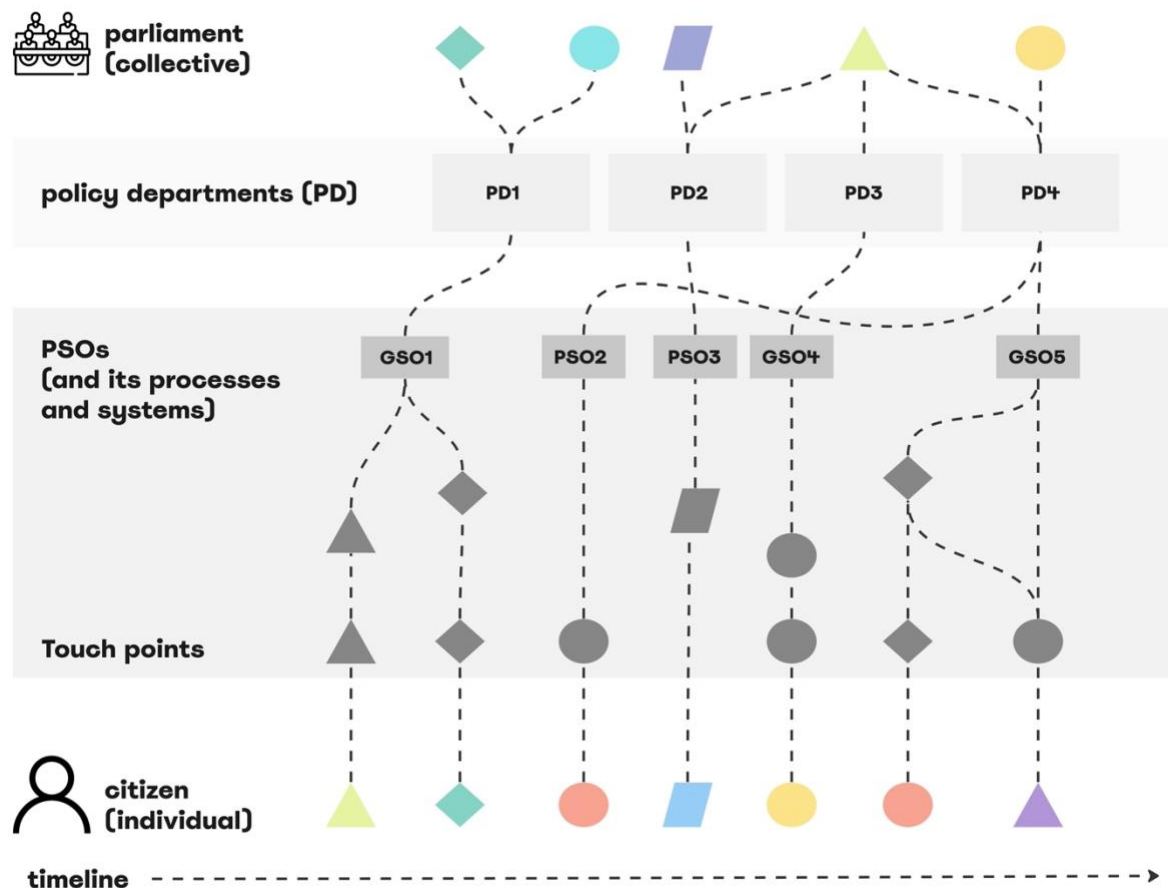 parliament
(collective)
policy departments (PD)
PD1
PD2
PD3
PD4
PSOs
(and its processes
and systems)
GSO1
PSO2
PSO3
GSO4
GSO5
Touch points
citizen
(individual)
timeline